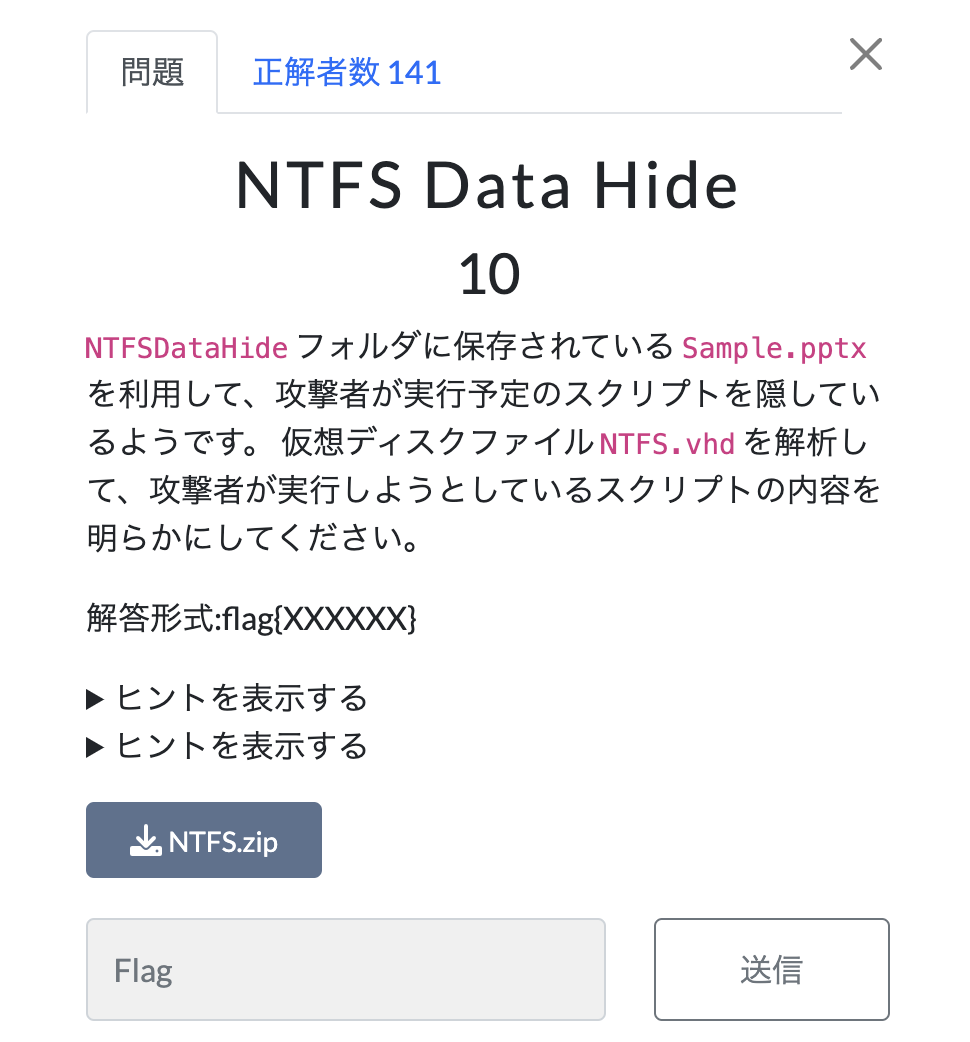 問題
正解者数 141
NTFS Data Hide
10
NTFSDataHide フォルダに保存されている Sample.pptx
を利用して、攻撃者が実行予定のスクリプトを隠してい
るようです。 仮想ディスクファイル NTFS.vhd を解析し
て、攻撃者が実行しようとしているスクリプトの内容を
明らかにしてください。
解答形式:flag{XXXXXX}
▶ ヒントを表示する
▶ ヒントを表示する
NTFS.zip
Flag
送信